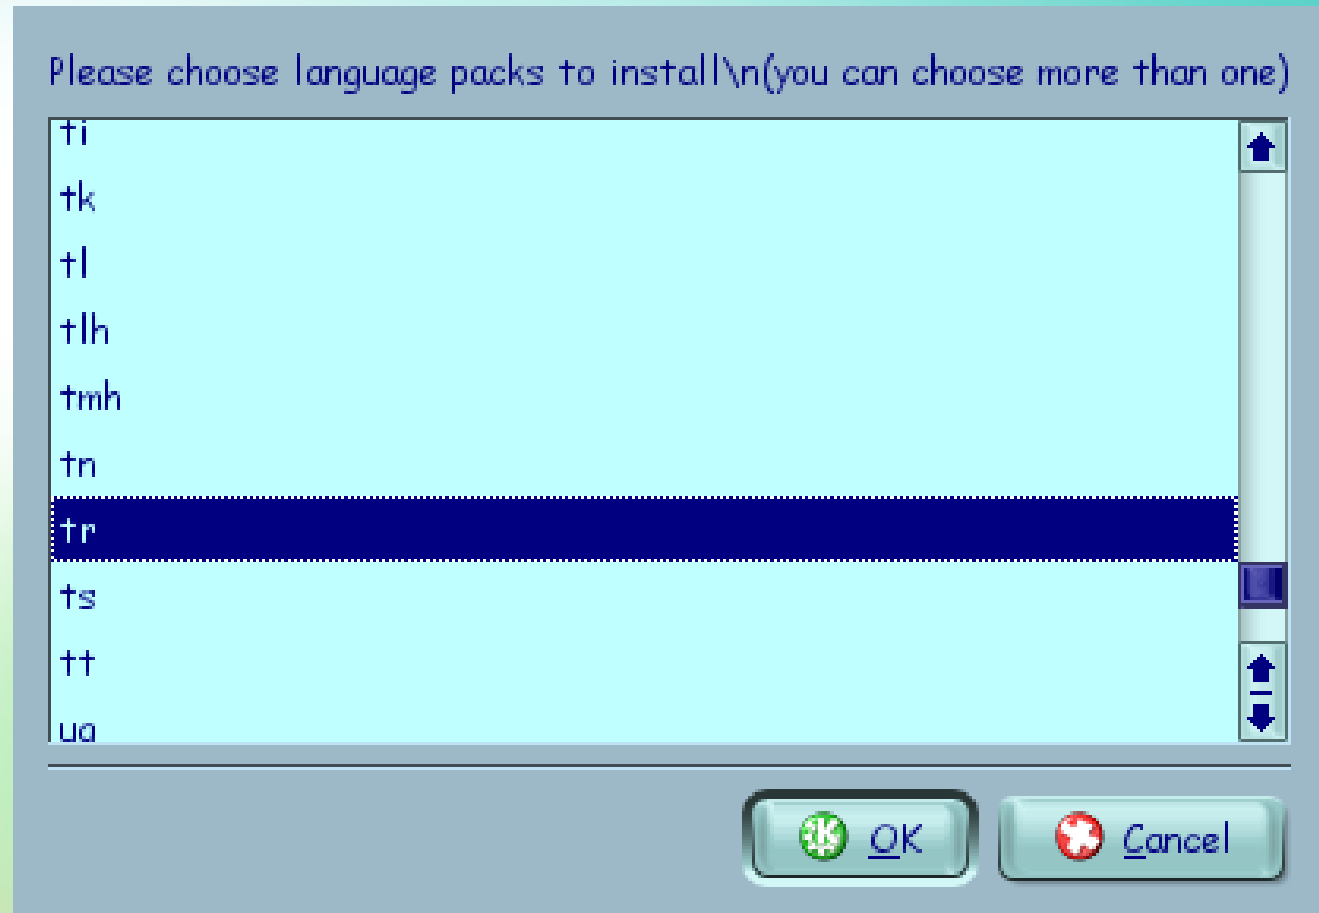 Please choose language packs to install\n(you can choose more than one)
ti
tk
tl
tlh
tmh
tn
tr
ts
tt
ua
OK
Cancel